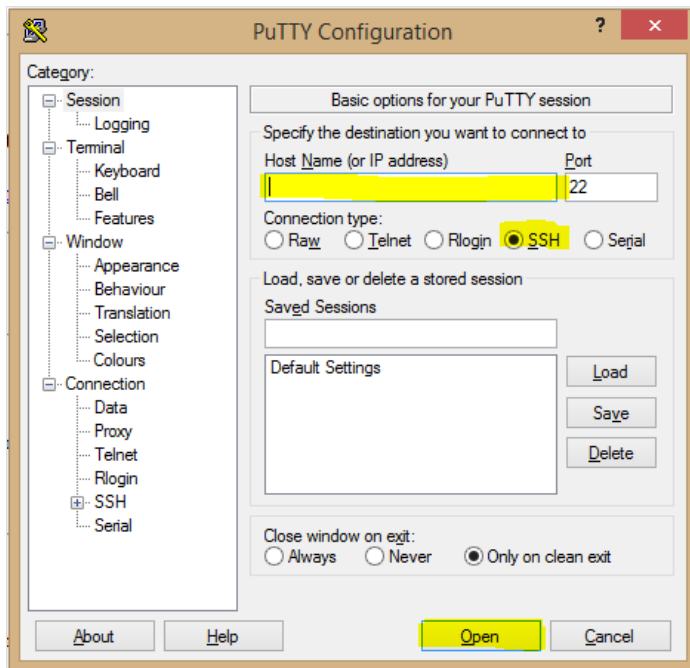 PuTTY Configuration
?
Category:
Session
Logging
Terminal
Keyboard
Bell
Features
Window
Appearance
Behaviour
Translation
Selection
Colours
Connection
Data
Proxy
Telnet
Rlogin
SSH
Serial
Basic options for your PuTTY session
Specify the destination you want to connect to
Host Name (or IP address) Port
22
Connection type:
Raw Telnet Rlogin SSH Serial
Load, save or delete a stored session
Saved Sessions
Default Settings
Load
Save
Delete
Close window on exit:
Always Never Only on clean exit
About Help Open Cancel